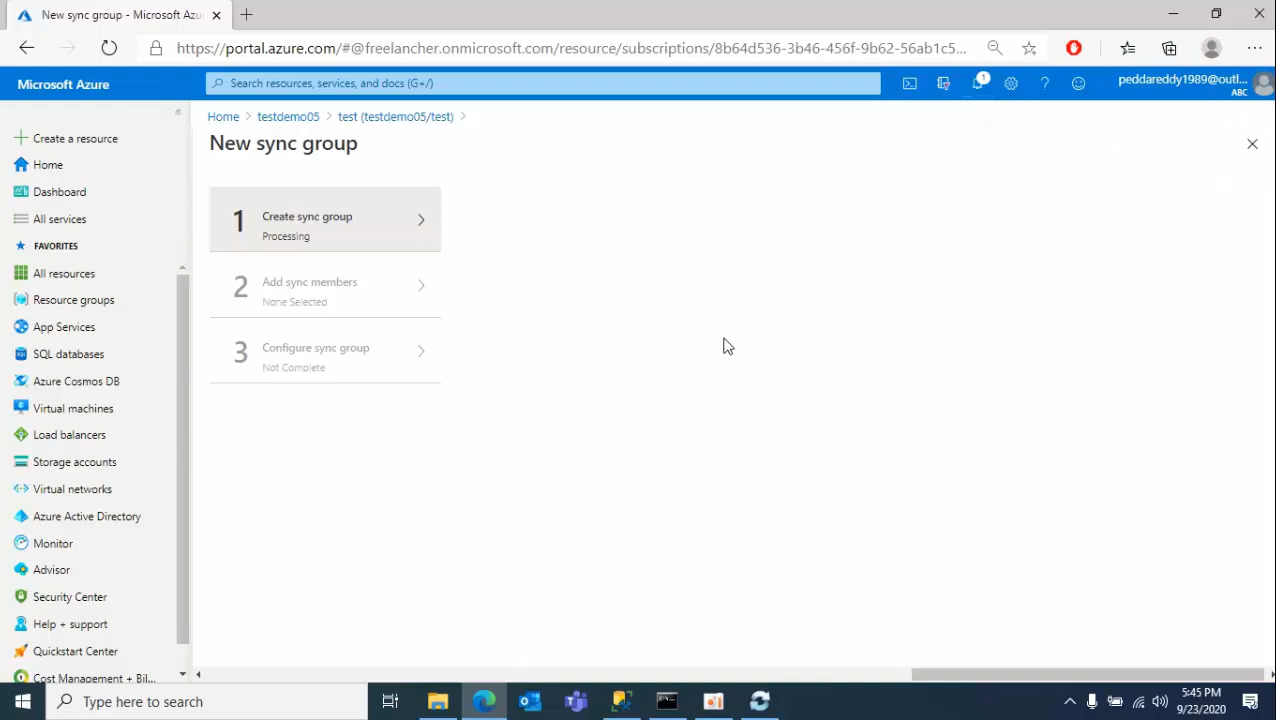 New sync group - Microsoft Azu
https://portal.azure.com/#@freelancher.onmicrosoft.com/resource/subscriptions/8b64d536-3b46-456f-9b62-56ab1c5...
Microsoft Azure
Search resources, services, and docs (G+/)
1
peddareddy1989@outl...
ABC
Home > testdemo05 > test (testdemo05/test) >
New sync group
Create a resource
Home
Dashboard
All services
FAVORITES
All resources
Resource groups
App Services
SQL databases
Azure Cosmos DB
Virtual machines
Load balancers
Storage accounts
Virtual networks
Azure Active Directory
Monitor
Advisor
Security Center
Help + support
Quickstart Center
Cost Management + Bil...
1 Create sync group
Processing
2 Add sync members
None Selected
3 Configure sync group
Not Complete
Type here to search
5:45 PM
9/23/2020